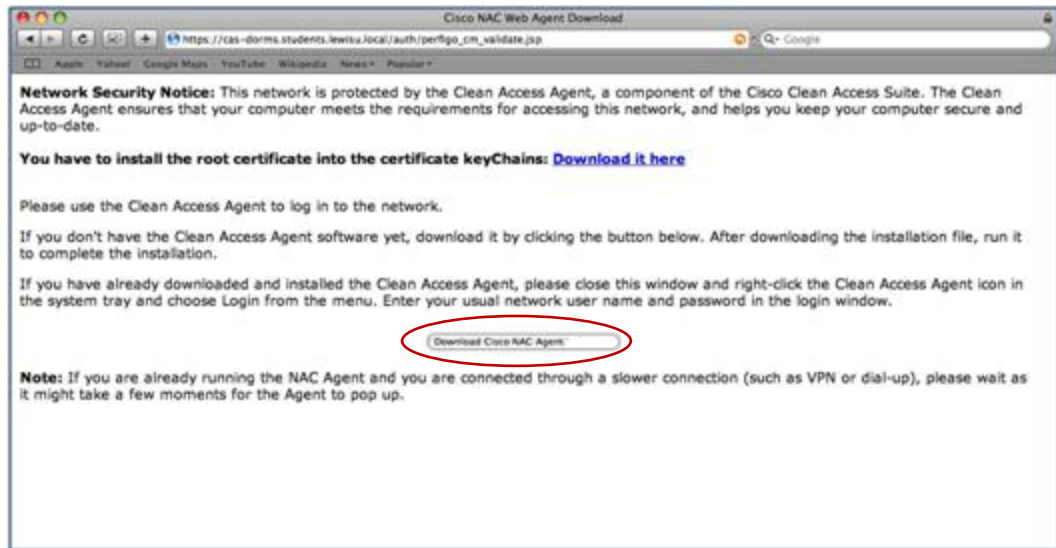 Cisco NAC Web Agent Download
https://cas-dorms.students.lewisu.local/auth/perfigo_cm_validate.jsp
Q- Google
Apple Yahoo! Google Maps YouTube Wikipedia News Popular
Network Security Notice: This network is protected by the Clean Access Agent, a component of the Cisco Clean Access Suite. The Clean
Access Agent ensures that your computer meets the requirements for accessing this network, and helps you keep your computer secure and
up-to-date.
You have to install the root certificate into the certificate keyChains: Download it here
Please use the Clean Access Agent to log in to the network.
If you don't have the Clean Access Agent software yet, download it by clicking the button below. After downloading the installation file, run it
to complete the installation.
If you have already downloaded and installed the Clean Access Agent, please close this window and right-click the Clean Access Agent icon in
the system tray and choose Login from the menu. Enter your usual network user name and password in the login window.
Download Cisco NAC Agent
Note: If you are already running the NAC Agent and you are connected through a slower connection (such as VPN or dial-up), please wait as
it might take a few moments for the Agent to pop up.